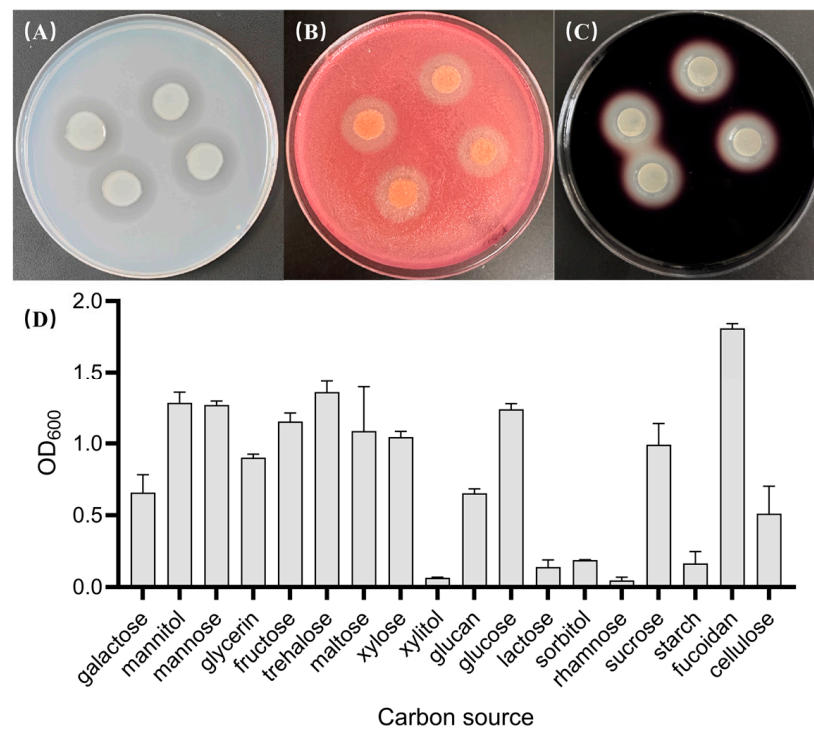 (A)
(B)
(C)
(D)
2.0
1.5
1.0
0.5
0.0
OD600
galactose
mannitol
mannose
glycerin
fructose
trehalose
maltose
xylose
xylitol
glucan
glucose
lactose
sorbitol
rhamnose
sucrose
starch
fucoidan
cellulose
Carbon source